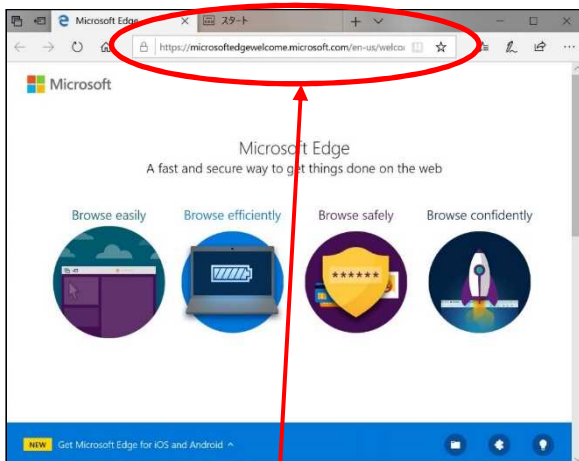 Microsoft Edge
スタート
https://microsoftedgewelcome.microsoft.com/en-us/welco
Microsoft
Microsoft Edge
A fast and secure way to get things done on the web
Browse easily Browse efficiently Browse safely Browse confidently
******
NEW Get Microsoft Edge for iOS and Android